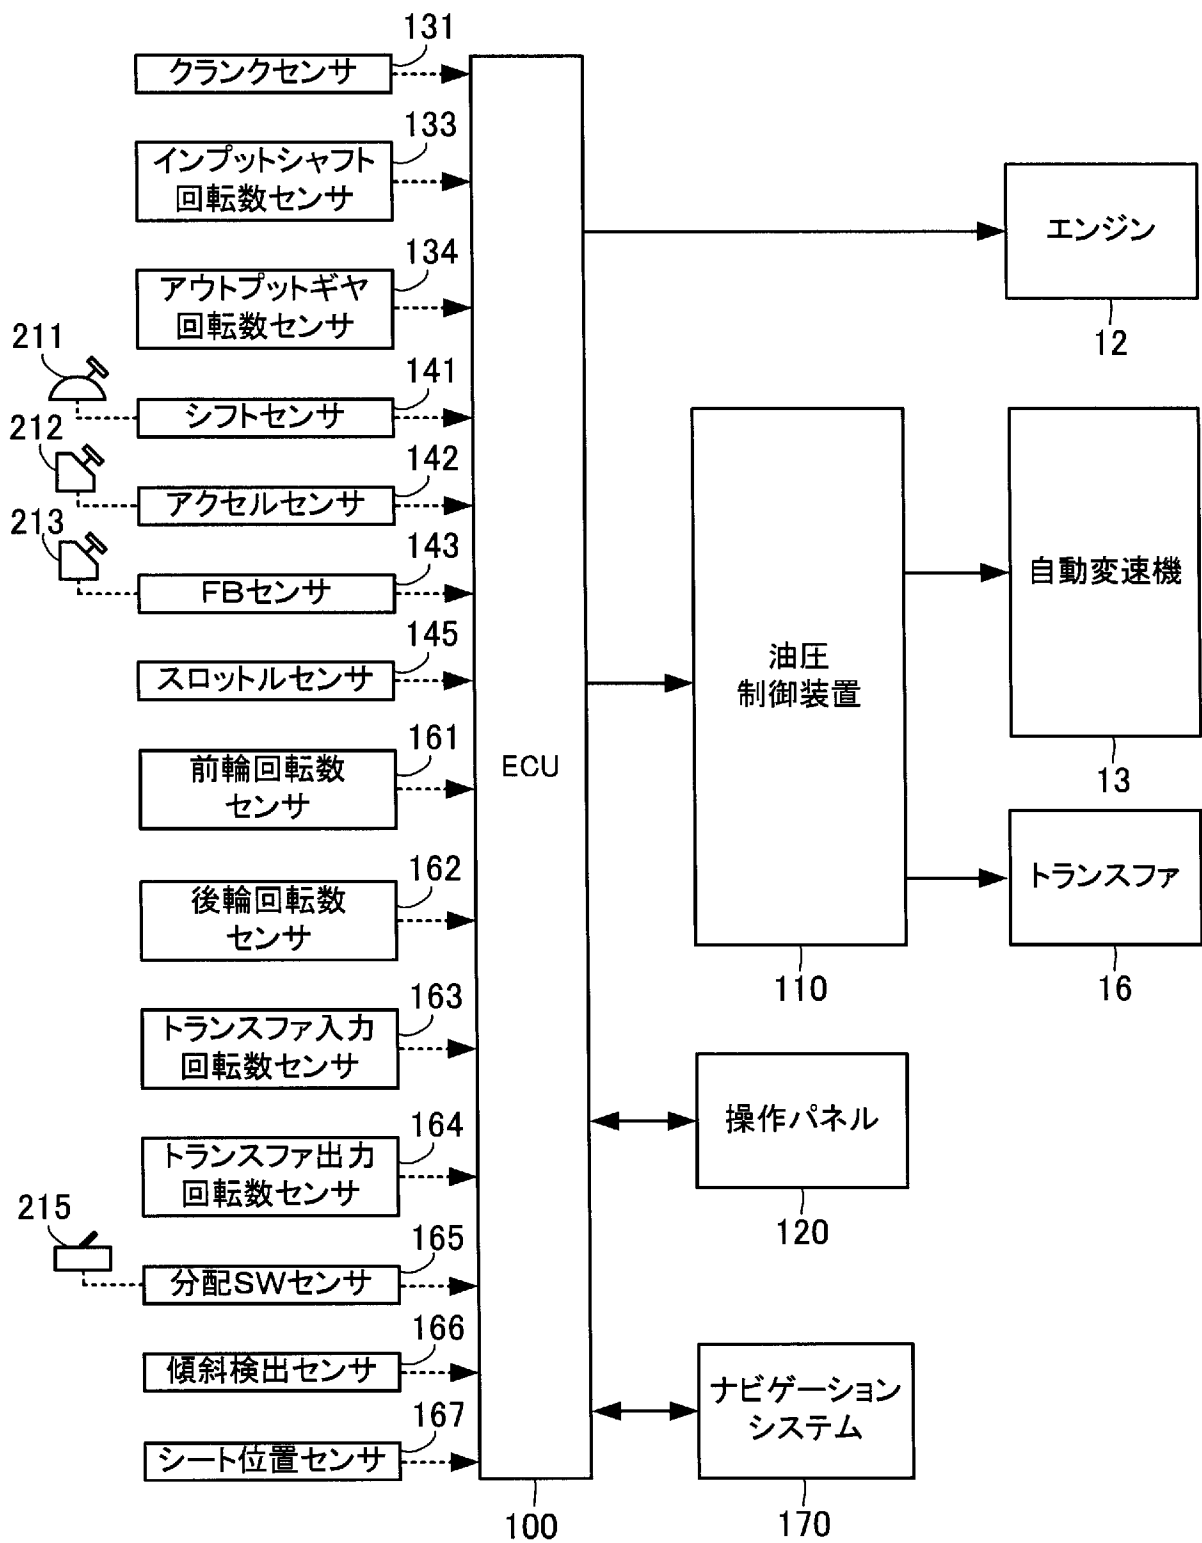 131
クランクセンサ
133
インプットシャフト
回転数センサ
134
アウトプットギヤ
回転数センサ
211
141
シフトセンサ
212
142
アクセルセンサ
213
143
FBセンサ
145
スロットルセンサ
161
前輪回転数
センサ
162
後輪回転数
センサ
163
トランスファ入力
回転数センサ
164
トランスファ出力
回転数センサ
215
165
分配SWセンサ
166
傾斜検出センサ
167
シート位置センサ
ECU
100
エンジン
12
油圧
制御装置
110
自動変速機
13
トランスファ
16
操作パネル
120
ナビゲーション
システム
170